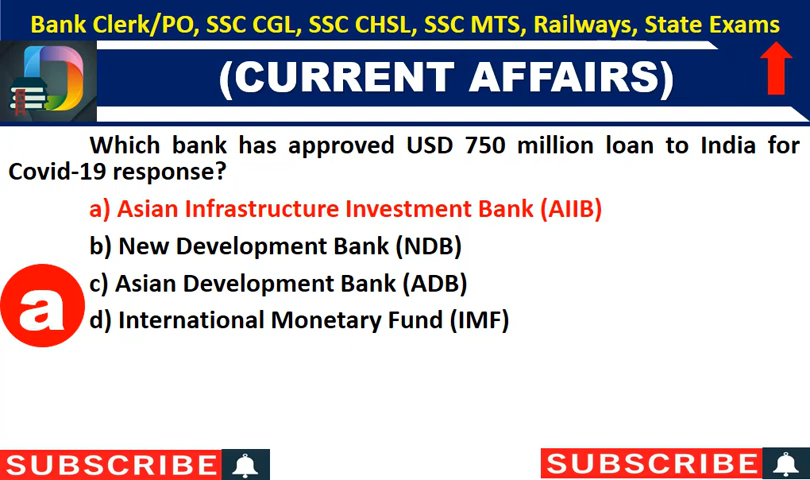 Bank Clerk/PO, SSC CGL, SSC CHSL, SSC MTS, Railways, State Exams
(CURRENT AFFAIRS)
Which bank has approved USD 750 million loan to India for
Covid-19 response?
a) Asian Infrastructure Investment Bank (AIIB)
b) New Development Bank (NDB)
c) Asian Development Bank (ADB)
a
d) International Monetary Fund (IMF)
SUBSCRIBE
SUBSCRIBE